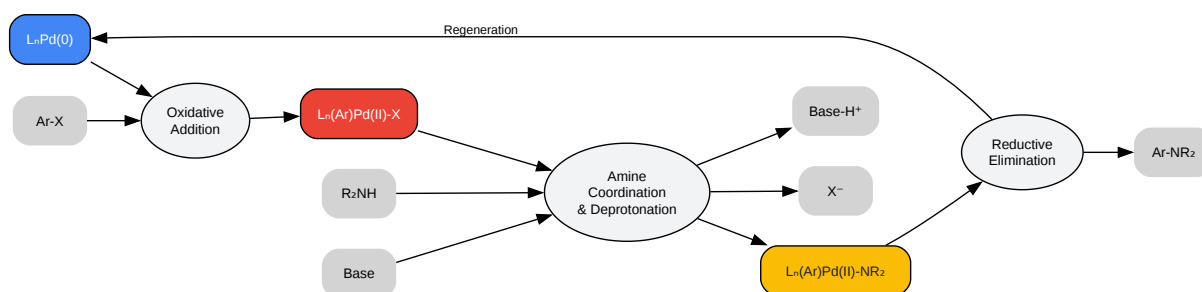 Regeneration
LₙPd(0)
Ar-X
Oxidative
Addition
Lₙ(Ar)Pd(II)-X
R₂NH
Base
Amine
Coordination
& Deprotonation
Base-H⁺
X⁻
Lₙ(Ar)Pd(II)-NR₂
Reductive
Elimination
Ar-NR₂